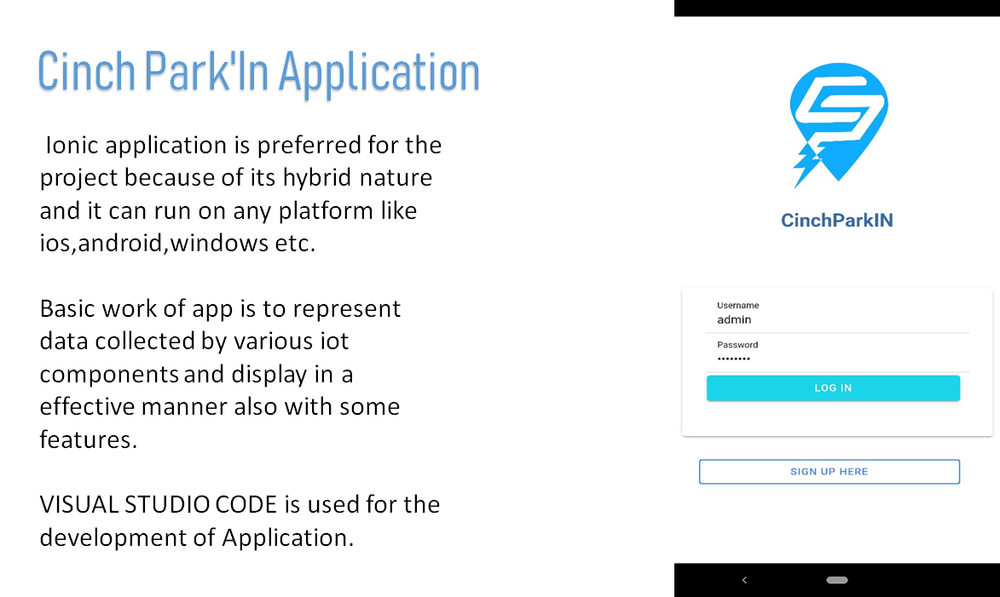 Cinch Park'In Application
Ionic application is preferred for the
project because of its hybrid nature
and it can run on any platform like
ios,android,windows etc.
Basic work of app is to represent
data collected by various iot
components and display in a
effective manner also with some
features.
VISUAL STUDIO CODE is used for the
development of Application.
CinchParkIN
Username
admin
Password
••••••••
LOG IN
SIGN UP HERE